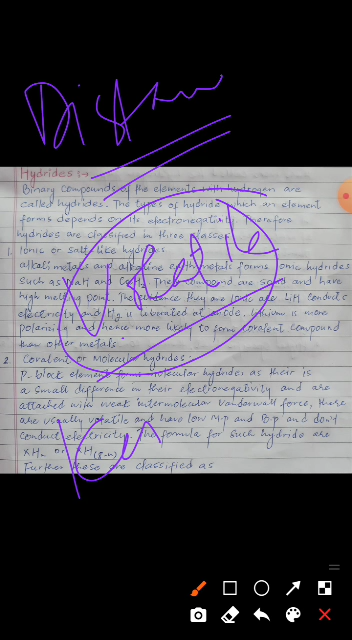 Hydrides :→
Binary compounds of the elements with hydrogen are
called hydrides. The types of hydride which an element
forms depends on its electronegativity. Therefore
hydrides are classified in three classes
1. Ionic or Salt-like hydrides
alkali metals and alkaline earth metals forms ionic hydrides
such as and These compound are solid and have
high melting point. The evidence they are ionic are LiH conducts
electricity and H2 is liberated at anode. is more
polarising and hence more likely to form covalent compound
than other metals.
2. Covalent or Molecular hydrides:
P-block elements forms molecular hydrides as their is
a small difference in their electronegativity and are
attached with weak intermolecular Vanderwall force, these
are usually volatile and have low M.P and B.p and don't
conduct electricity. The formula for such hydride are
XHn or XH(8-n)
Further these are classified as